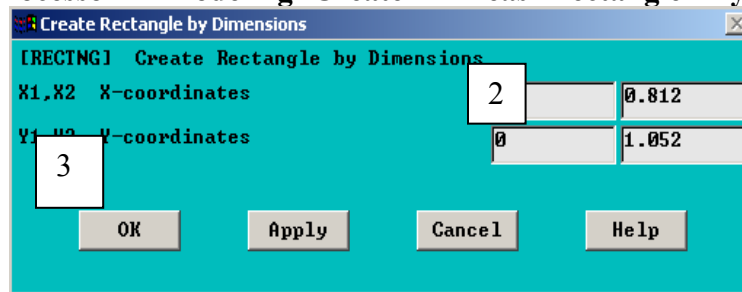 Create Rectangle by Dimensions
[RECTNG] Create Rectangle by Dimensions
X1,X2 X-coordinates 2 0.812
Y-coordinates 0 1.052
3
OK Apply Cancel Help